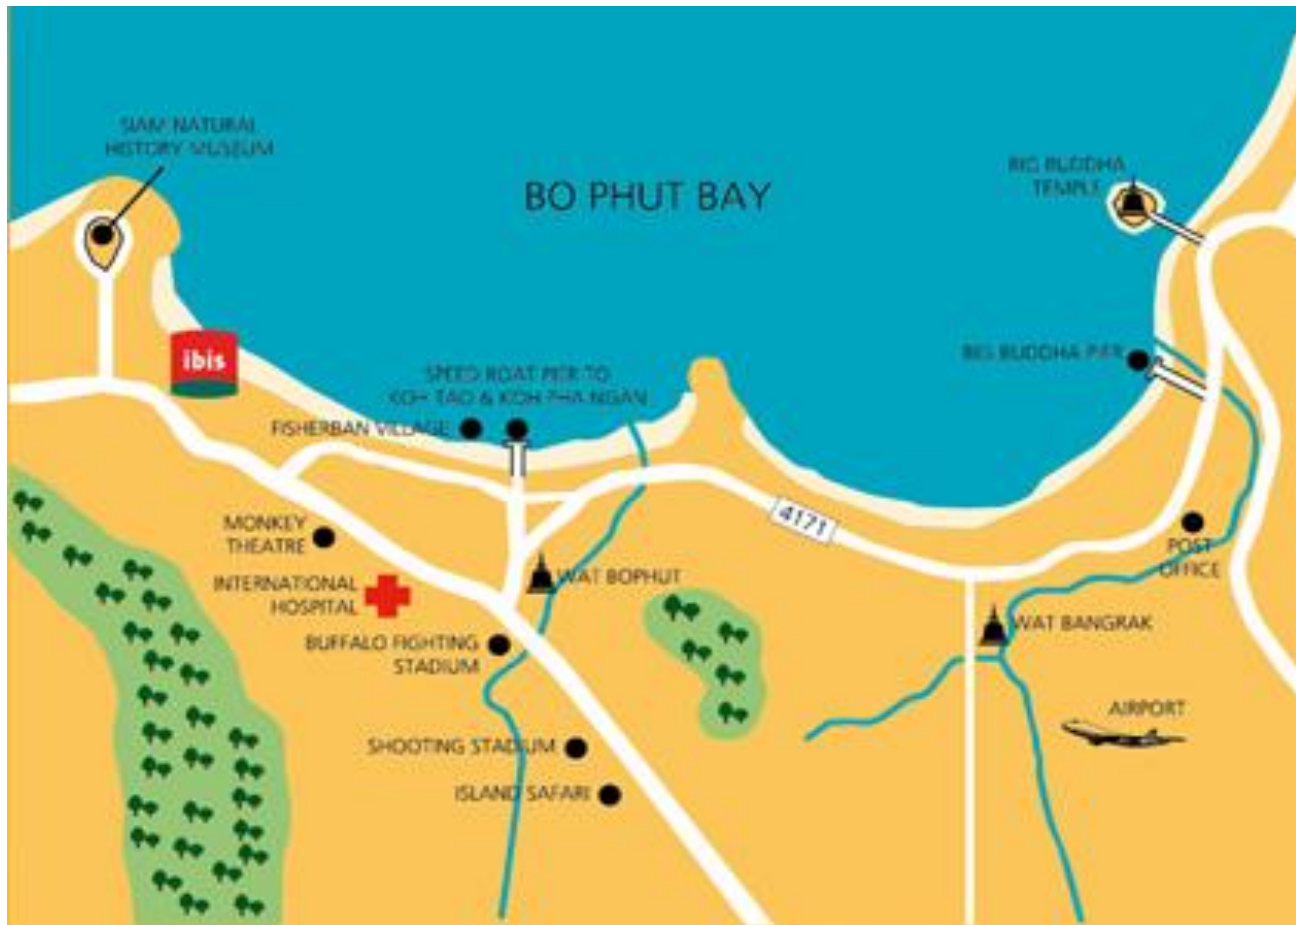 SIAM NATURAL
HISTORY MUSEUM
BO PHUT BAY
BIG BUDDHA
TEMPLE
ibis
BIG BUDDHA PIER
SPEED BOAT PIER TO
KOH TAO & KOH PHA NGAN
FISHERBAN VILLAGE
4171
MONKEY
THEATRE
POST
OFFICE
INTERNATIONAL
HOSPITAL
WAT BOPHUT
BUFFALO FIGHTING
STADIUM
WAT BANGRAK
AIRPORT
SHOOTING STADIUM
ISLAND SAFARI